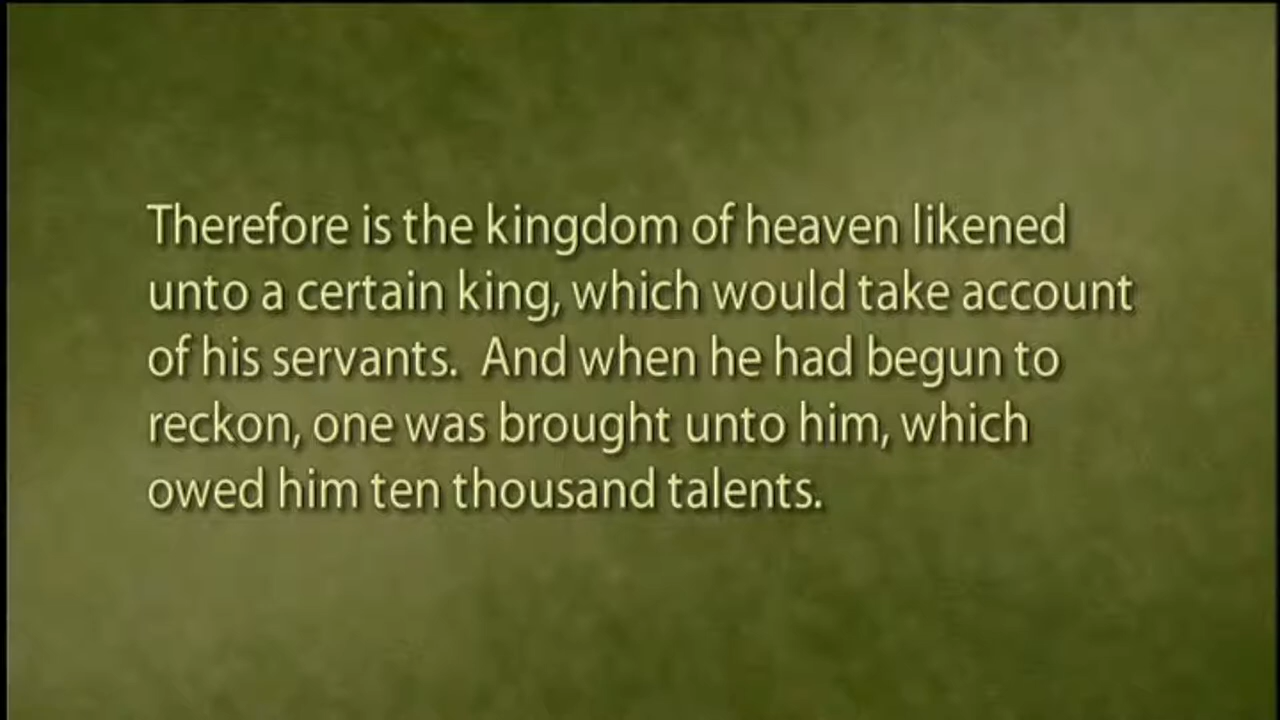 Therefore is the kingdom of heaven likened
unto a certain king, which would take account
of his servants.  And when he had begun to
reckon, one was brought unto him, which
owed him ten thousand talents.